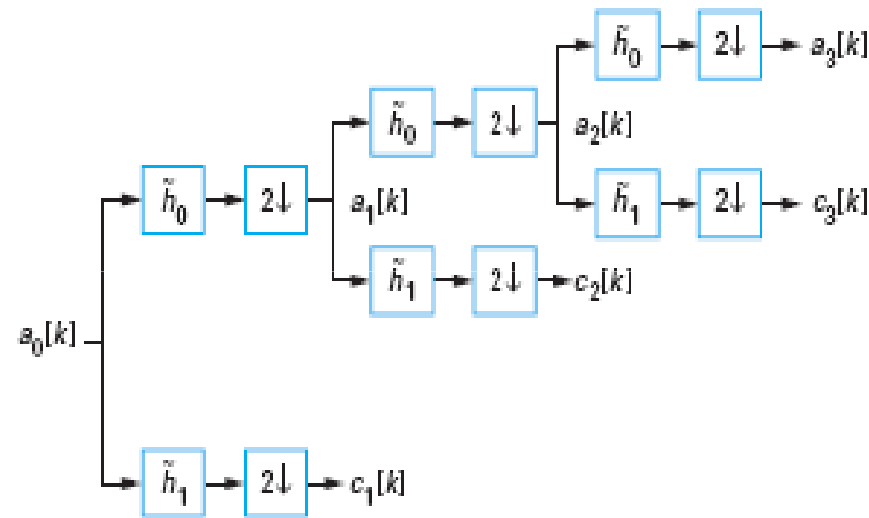 h̃₀ 2↓ a₃[k]
h̃₀ 2↓ a₂[k]
h̃₀ 2↓ a₁[k]
h̃₁ 2↓ c₃[k]
h̃₁ 2↓ c₂[k]
a₀[k]
h̃₁ 2↓ c₁[k]